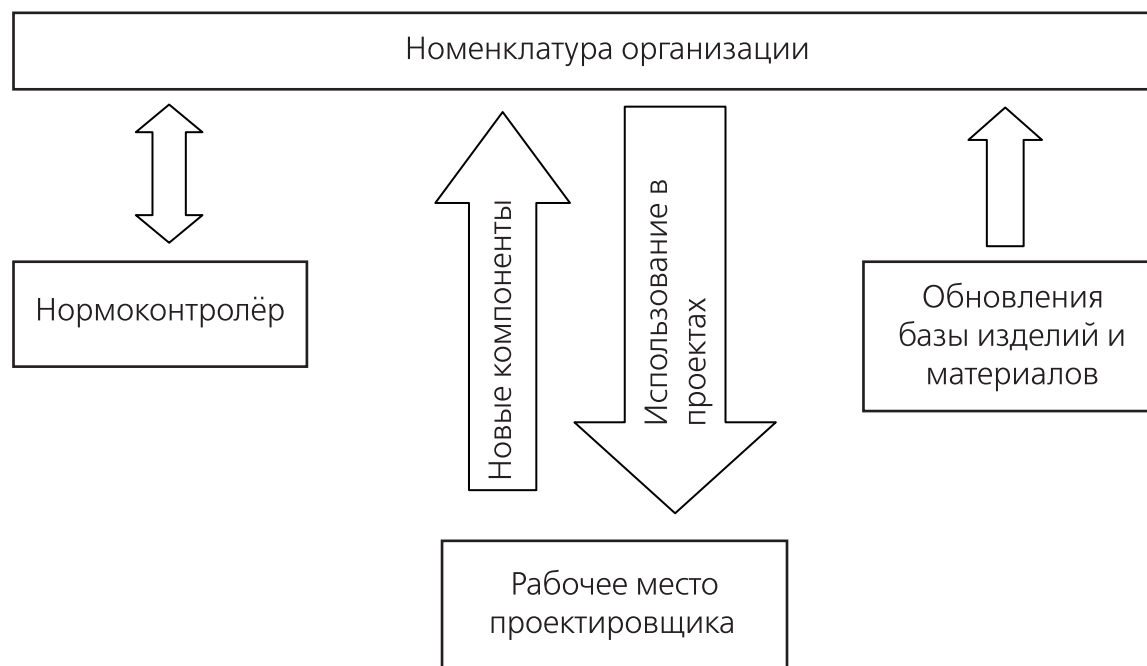 Номенклатура организации
Новые компоненты
Использование в
проектах
Нормоконтролёр
Обновления
базы изделий и
материалов
Рабочее место
проектировщика